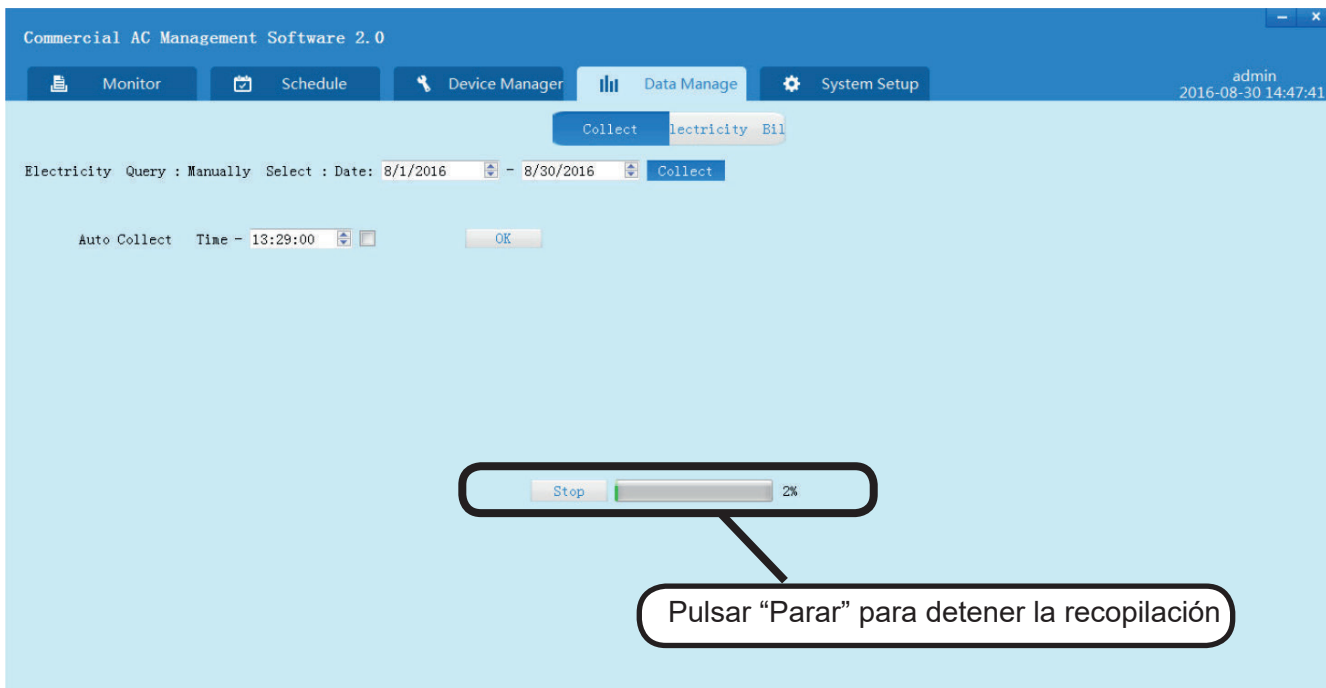 Commercial AC Management Software 2.0
Monitor Schedule Device Manager Data Manage System Setup
admin
2016-08-30 14:47:41
Collect lectricity Bil
Electricity Query : Manually Select : Date: 8/1/2016 - 8/30/2016 Collect
Auto Collect Time - 13:29:00 OK
Stop 2%
Pulsar “Parar” para detener la recopilación